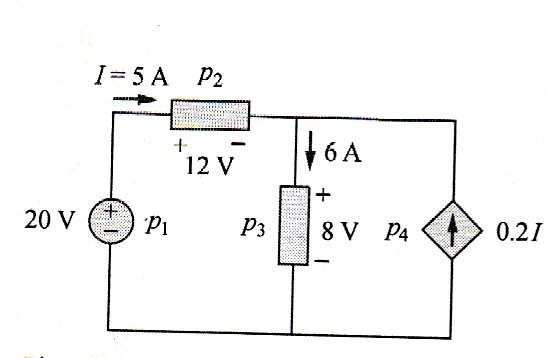 I = 5 A p₂
+ −
12 V
6 A
20 V + − p₁
p₃ + 8 V − p₄ 0.2I